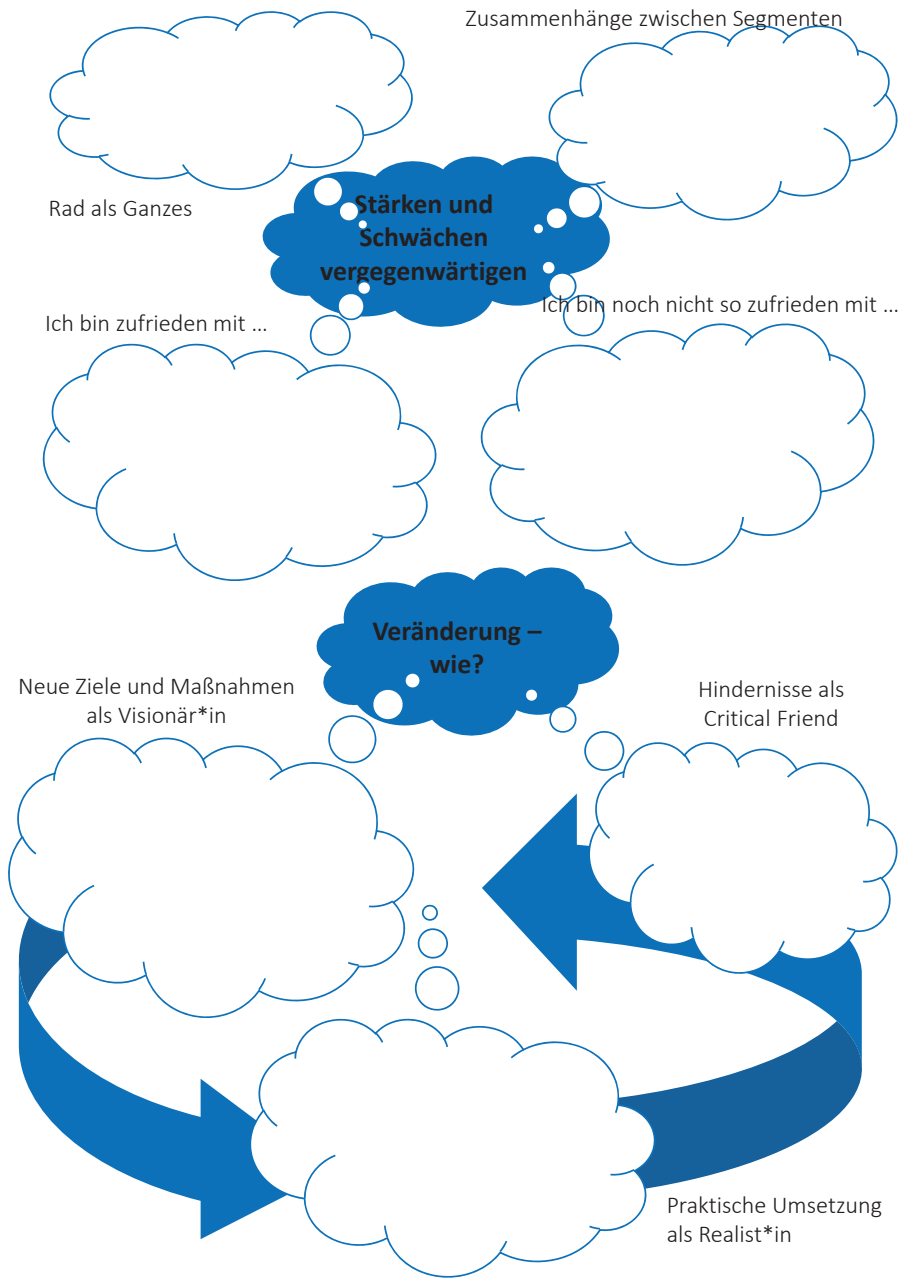 Zusammenhänge zwischen Segmenten
Rad als Ganzes
Stärken und
Schwächen
vergegenwärtigen
Ich bin zufrieden mit ...
Ich bin noch nicht so zufrieden mit ...
Veränderung –
wie?
Neue Ziele und Maßnahmen
als Visionär*in
Hindernisse als
Critical Friend
Praktische Umsetzung
als Realist*in